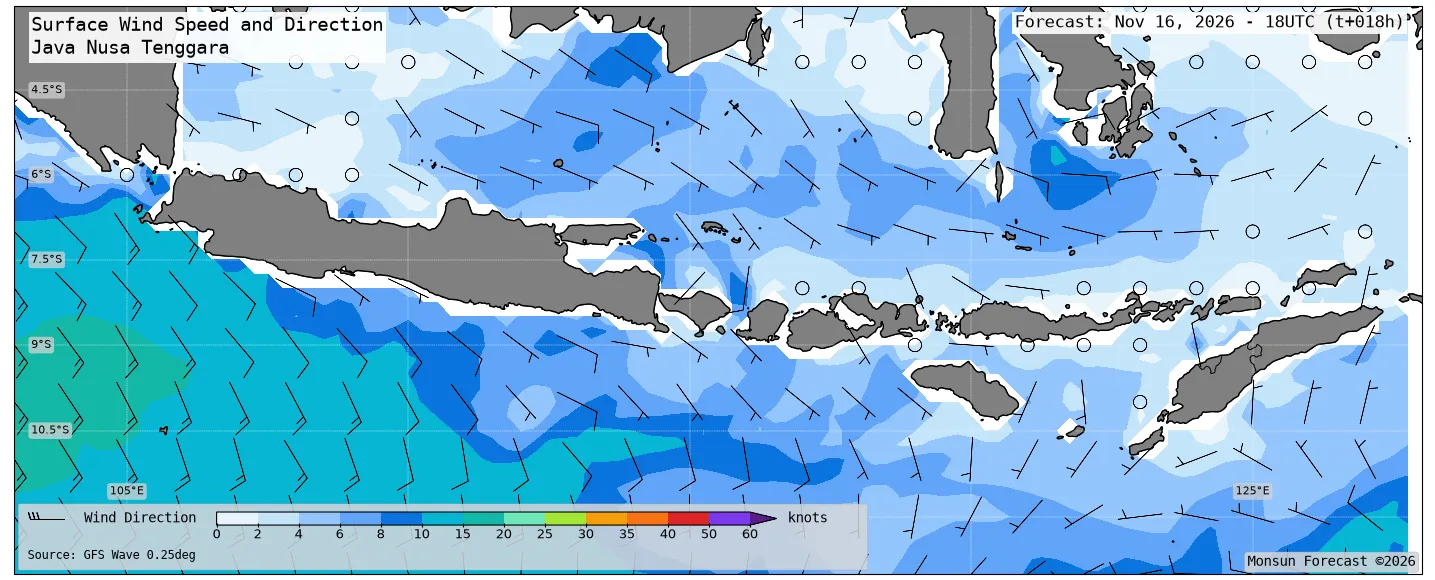 Surface Wind Speed and Direction
Java Nusa Tenggara
Forecast: Nov 16, 2026 - 18UTC (t+018h)
4.5°S
6°S
7.5°S
9°S
10.5°S
105°E
125°E
Wind Direction
0 2 4 6 8 10 15 20 25 30 35 40 50 60
knots
Source: GFS Wave 0.25deg
Monsun Forecast ©2026